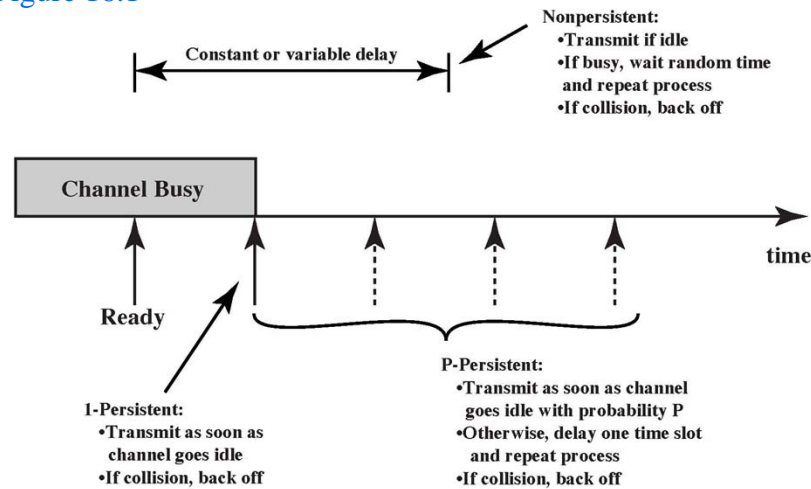 Nonpersistent:
•Transmit if idle
•If busy, wait random time
and repeat process
•If collision, back off
Constant or variable delay
Channel Busy
time
Ready
1-Persistent:
•Transmit as soon as
channel goes idle
•If collision, back off
P-Persistent:
•Transmit as soon as channel
goes idle with probability P
•Otherwise, delay one time slot
and repeat process
•If collision, back off